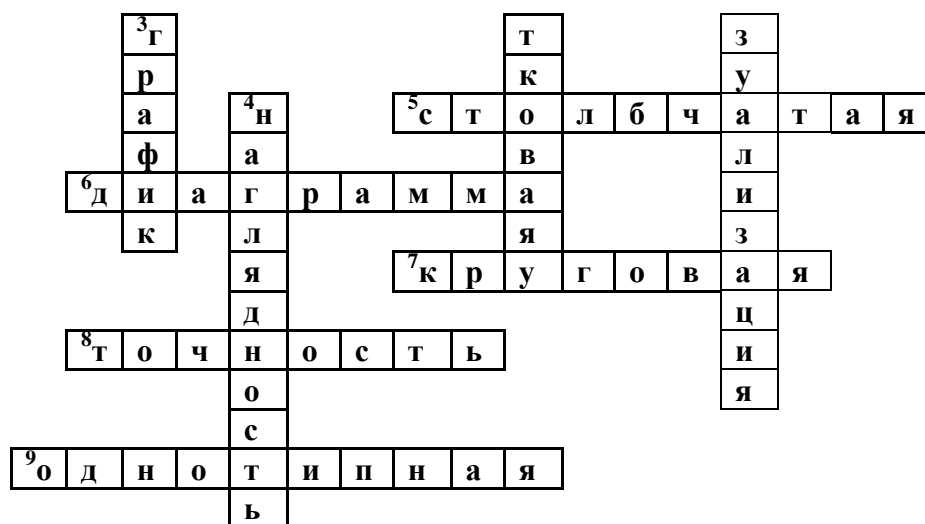 3г т з
р к у
а 4н 5с т о л б ч а т а я
ф а в л
6д и а г р а м м а и
к л я з
я 7к р у г о в а я
д ц
8т о ч н о с т ь и
о я
с
9о д н о т и п н а я
ь